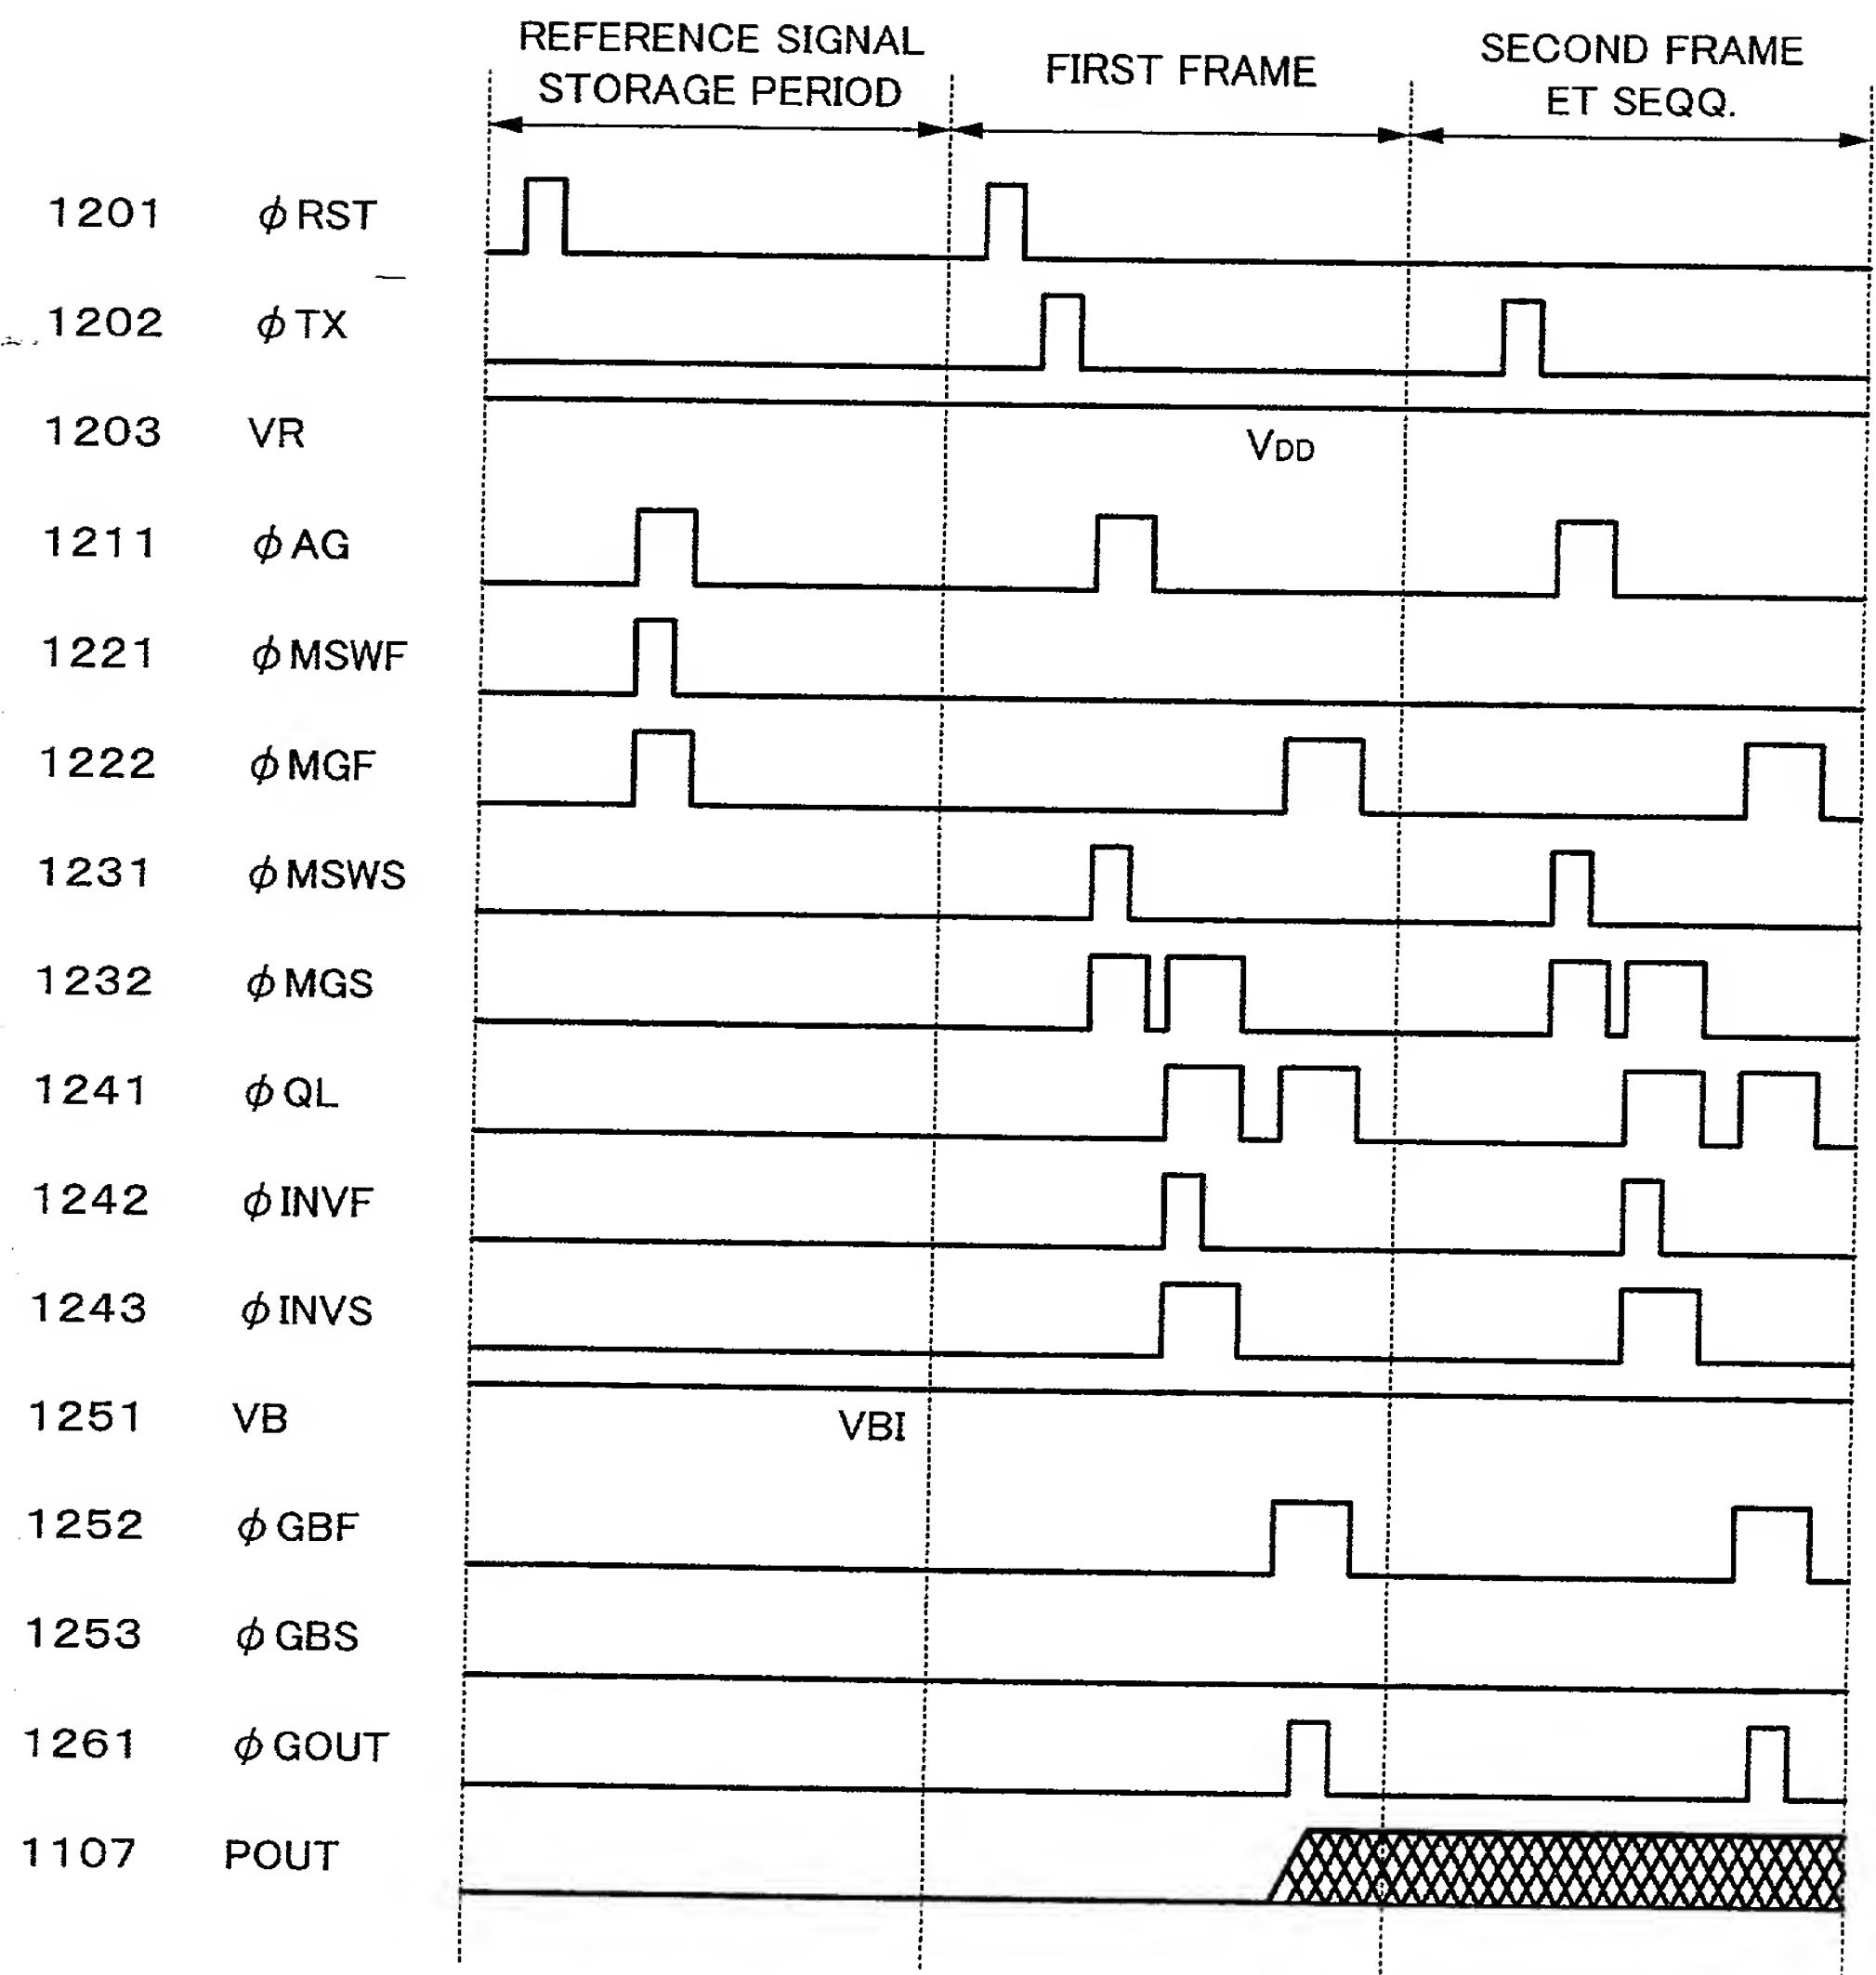 REFERENCE SIGNAL
STORAGE PERIOD
FIRST FRAME
SECOND FRAME
ET SEQQ.
1201 φRST
1202 φTX
1203 VR
VDD
1211 φAG
1221 φMSWF
1222 φMGF
1231 φMSWS
1232 φMGS
1241 φQL
1242 φINVF
1243 φINVS
1251 VB
VBI
1252 φGBF
1253 φGBS
1261 φGOUT
1107 POUT